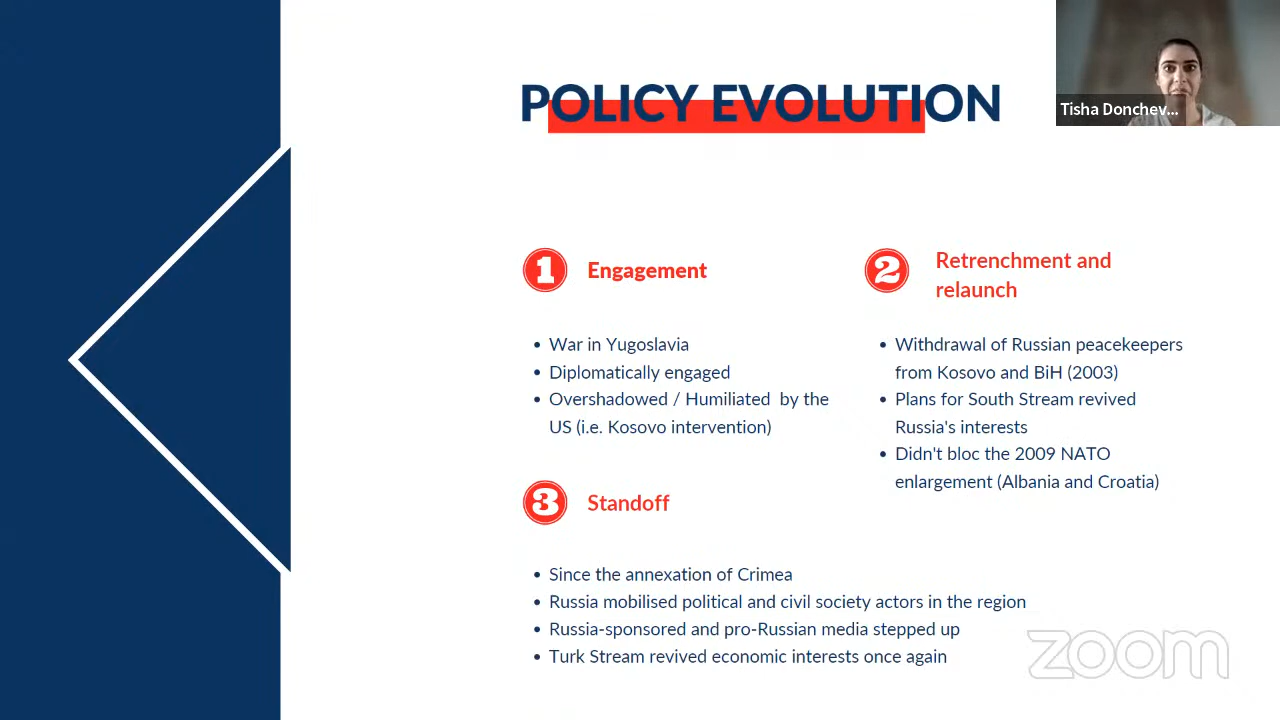 POLICY EVOLUTION
Tisha Donchev...
1 Engagement
• War in Yugoslavia
• Diplomatically engaged
• Overshadowed / Humiliated by the
US (i.e. Kosovo intervention)
2 Retrenchment and
relaunch
• Withdrawal of Russian peacekeepers
from Kosovo and BiH (2003)
• Plans for South Stream revived
Russia's interests
• Didn't bloc the 2009 NATO
enlargement (Albania and Croatia)
3 Standoff
• Since the annexation of Crimea
• Russia mobilised political and civil society actors in the region
• Russia-sponsored and pro-Russian media stepped up
• Turk Stream revived economic interests once again
zoom